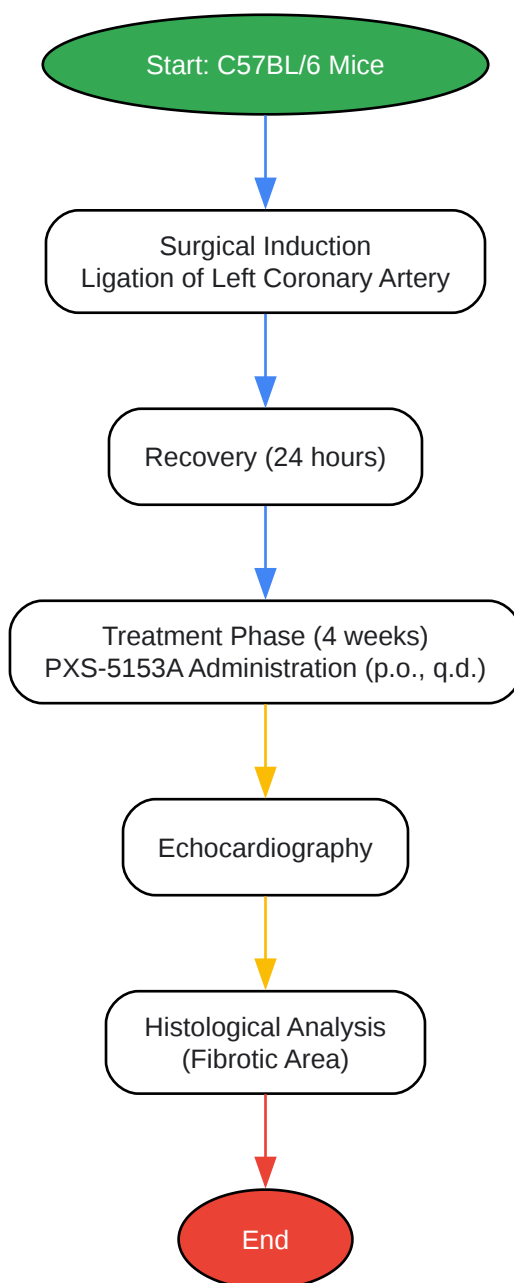 Start: C57BL/6 Mice
Surgical Induction
Ligation of Left Coronary Artery
Recovery (24 hours)
Treatment Phase (4 weeks)
PXS-5153A Administration (p.o., q.d.)
Echocardiography
Histological Analysis
(Fibrotic Area)
End